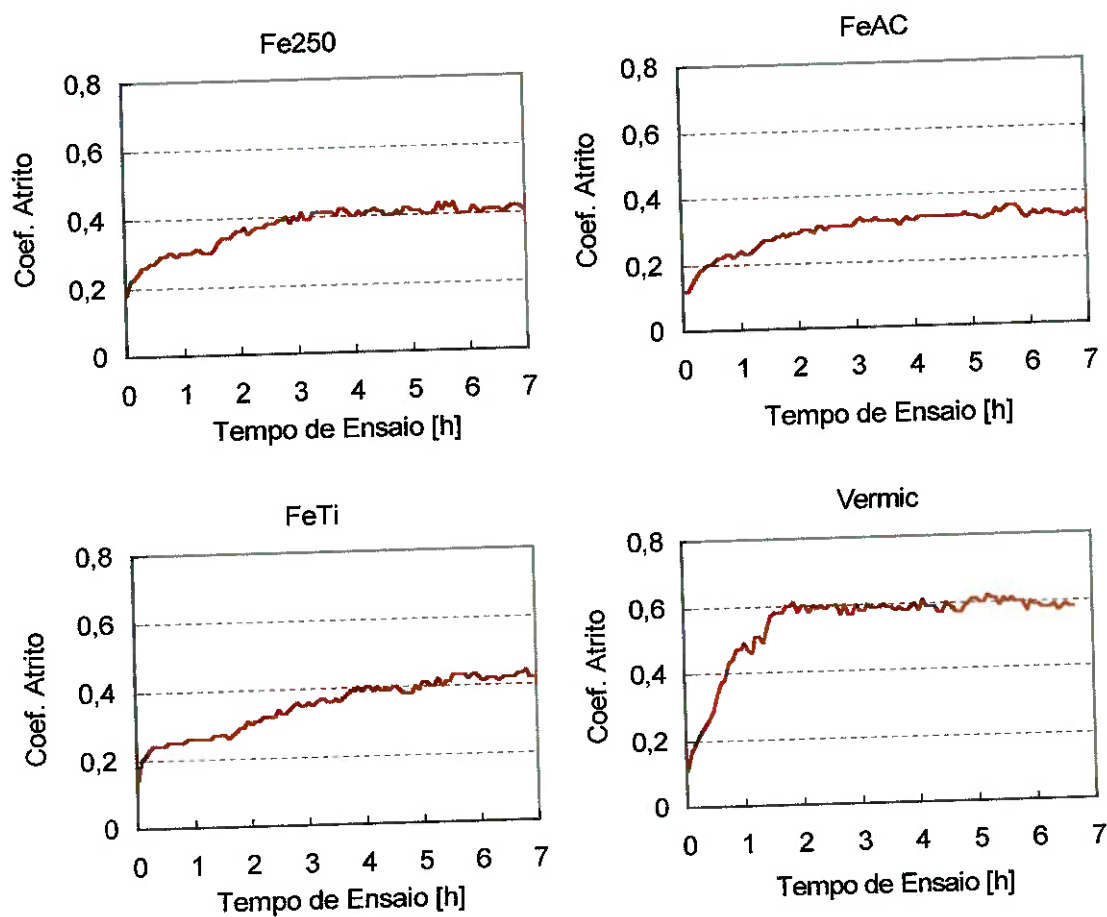 Fe250
0,8
0,6
0,4
0,2
0
Coef. Atrito
0 1 2 3 4 5 6 7
Tempo de Ensaio [h]
FeAC
0,8
0,6
0,4
0,2
0
Coef. Atrito
0 1 2 3 4 5 6 7
Tempo de Ensaio [h]
FeTi
0,8
0,6
0,4
0,2
0
Coef. Atrito
0 1 2 3 4 5 6 7
Tempo de Ensaio [h]
Vermic
0,8
0,6
0,4
0,2
0
Coef. Atrito
0 1 2 3 4 5 6 7
Tempo de Ensaio [h]